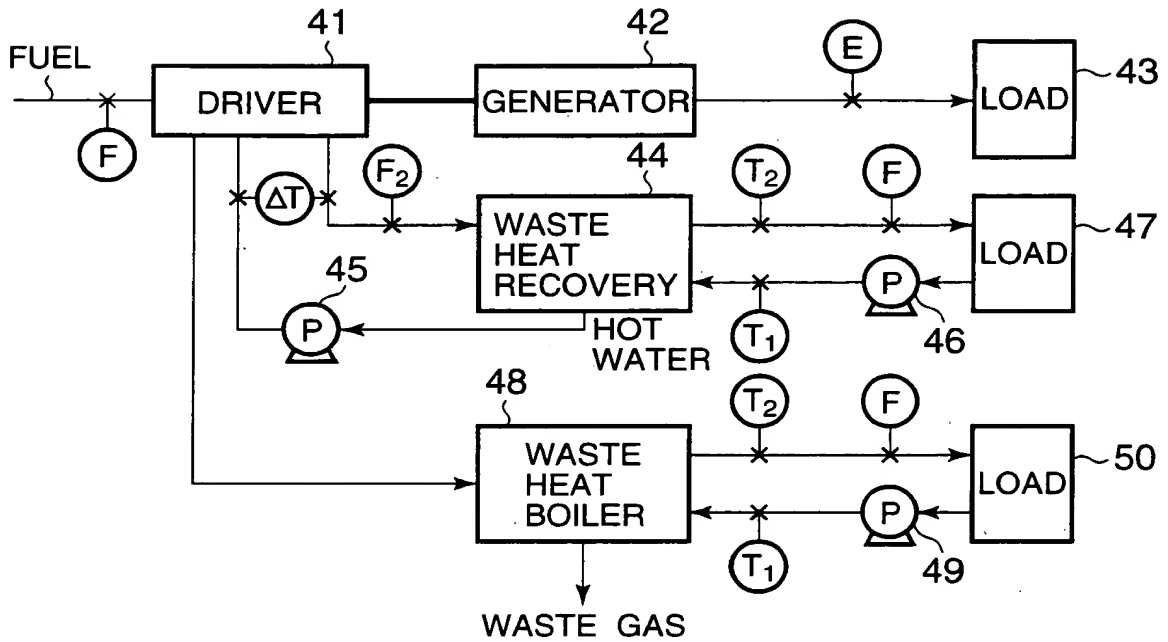 41
42
E
43
FUEL
DRIVER
GENERATOR
LOAD
F
44
F2
T2
F
47
ΔT
WASTE
HEAT
RECOVERY
LOAD
45
P
P
46
HOT
WATER
T1
48
T2
F
50
WASTE
HEAT
BOILER
LOAD
P
49
T1
WASTE GAS